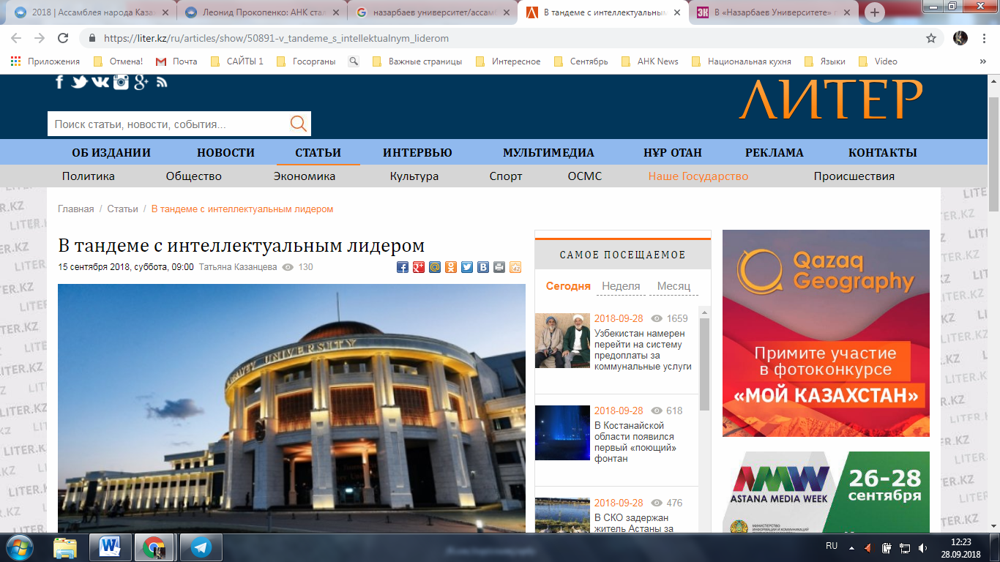 2018 | Ассамблея народа Казах
Леонид Прокопенко: АНК стал
назарбаев университет/ассамб
В тандеме с интеллектуальным
В «Назарбаев Университете» п
https://liter.kz/ru/articles/show/50891-v_tandeme_s_intellektualnym_liderom
Приложения Отмена! Почта САЙТЫ 1 Госорганы Важные страницы Интересное Сентябрь АНК News Национальная кухня Языки Video »
ЛИТЕР
Поиск статьи, новости, события...
ОБ ИЗДАНИИ НОВОСТИ СТАТЬИ ИНТЕРВЬЮ МУЛЬТИМЕДИА НҰР ОТАН РЕКЛАМА КОНТАКТЫ
Политика Общество Экономика Культура Спорт ОСМС Наше Государство Происшествия
Главная / Статьи / В тандеме с интеллектуальным лидером
В тандеме с интеллектуальным лидером
15 сентября 2018, суббота, 09:00 Татьяна Казанцева 130
UNIVERSITY
САМОЕ ПОСЕЩАЕМОЕ
Сегодня Неделя Месяц
2018-09-28 1659
Узбекистан намерен
перейти на систему
предоплаты за
коммунальные услуги
2018-09-28 618
В Костанайской
области появился
первый «поющий»
фонтан
2018-09-28 476
В СКО задержан
житель Астаны за
Qazaq
Geography
Примите участие
в фотоконкурсе
«МОЙ КАЗАХСТАН»
AMW
ASTANA MEDIA WEEK
26-28
сентября
LITER.KZ
RU
12:23
28.09.2018